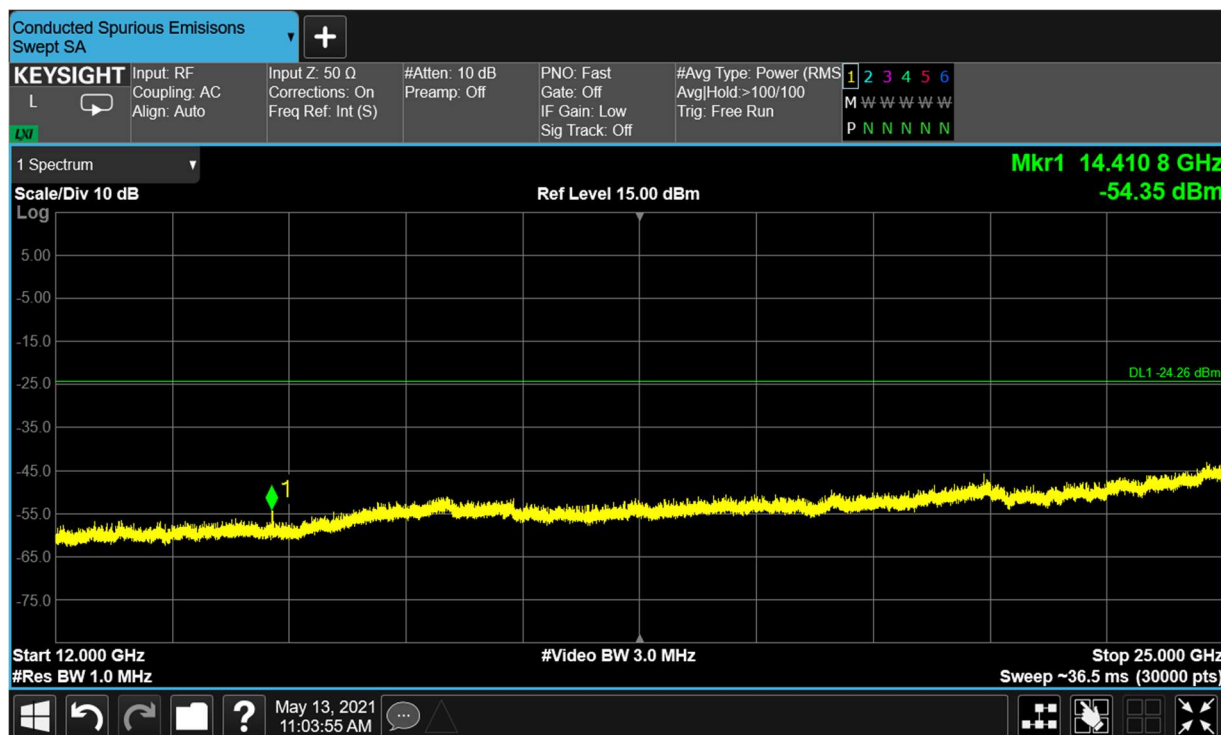 Conducted Spurious Emisisons
Swept SA
KEYSIGHT
L
LXI
Input: RF
Coupling: AC
Align: Auto
Input Z: 50 Ω
Corrections: On
Freq Ref: Int (S)
#Atten: 10 dB
Preamp: Off
PNO: Fast
Gate: Off
IF Gain: Low
Sig Track: Off
#Avg Type: Power (RMS
Avg|Hold:>100/100
Trig: Free Run
1 2 3 4 5 6
M W W W W W
P N N N N N
1 Spectrum
Mkr1 14.410 8 GHz
Scale/Div 10 dB
Ref Level 15.00 dBm
-54.35 dBm
Log
5.00
-5.00
-15.0
DL1 -24.26 dBm
-25.0
-35.0
-45.0
1
-55.0
-65.0
-75.0
Start 12.000 GHz
#Video BW 3.0 MHz
Stop 25.000 GHz
#Res BW 1.0 MHz
Sweep ~36.5 ms (30000 pts)
?
May 13, 2021
11:03:55 AM